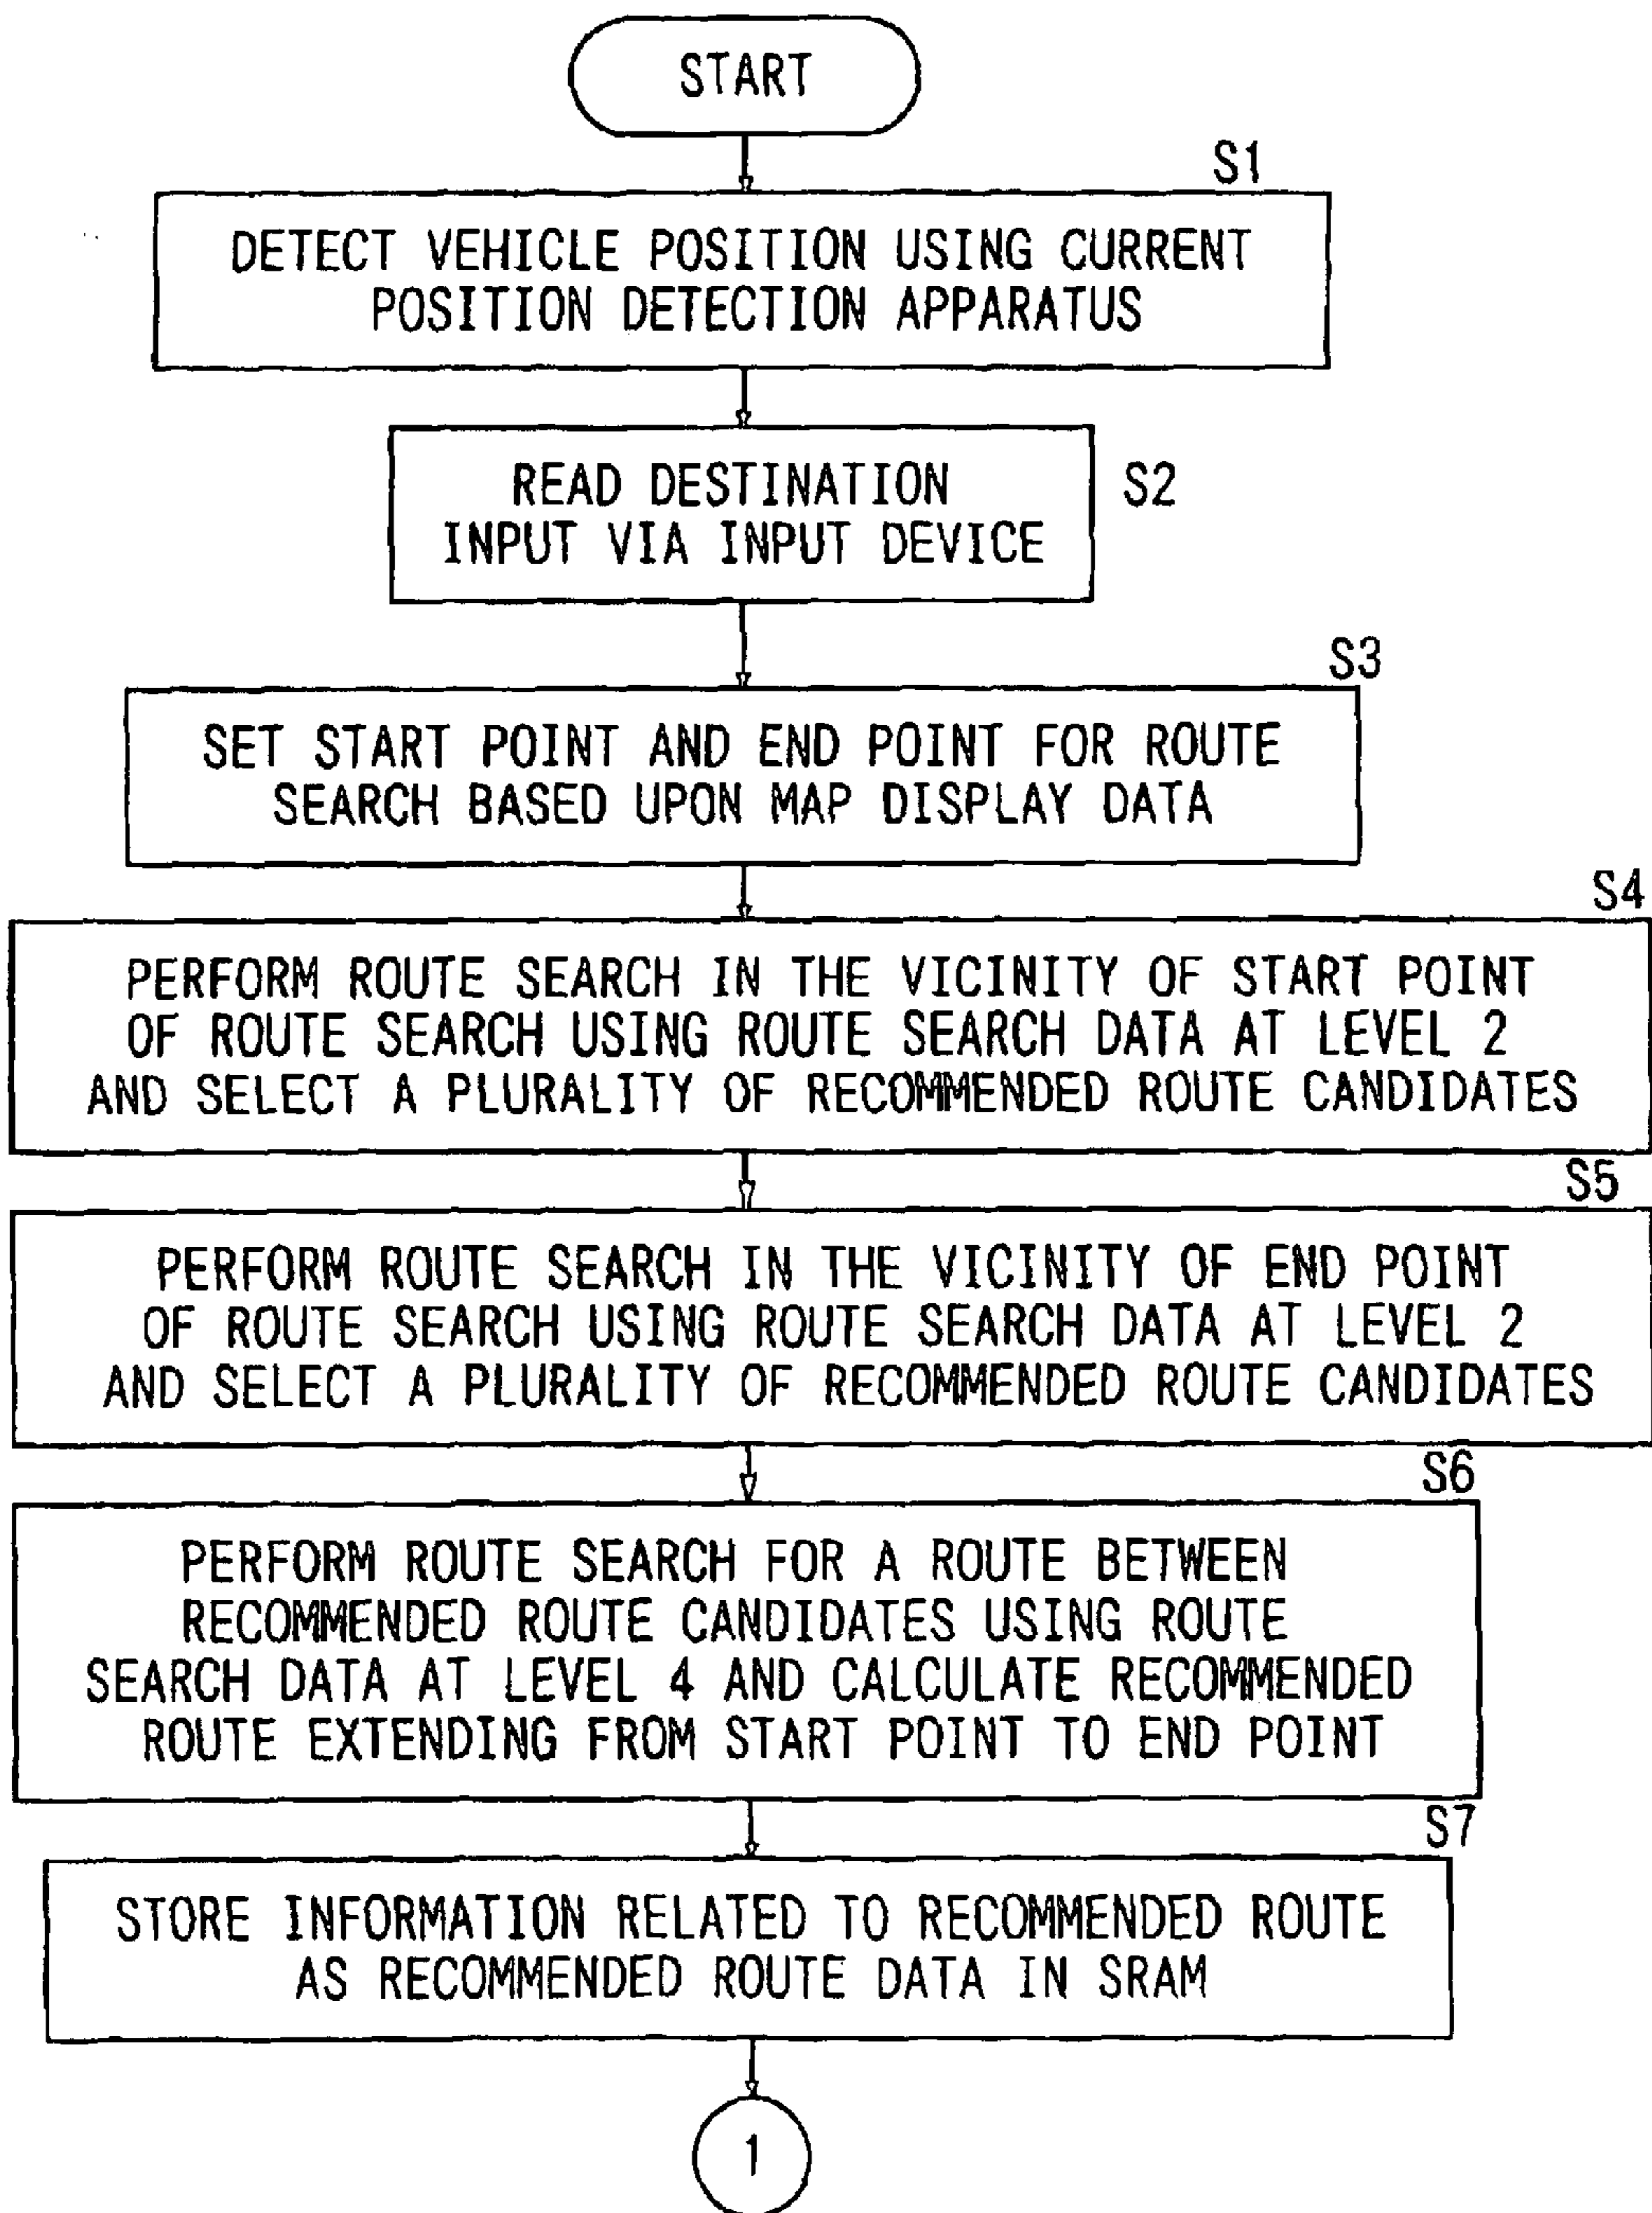 START
S1
DETECT VEHICLE POSITION USING CURRENT
POSITION DETECTION APPARATUS
S2
READ DESTINATION
INPUT VIA INPUT DEVICE
S3
SET START POINT AND END POINT FOR ROUTE
SEARCH BASED UPON MAP DISPLAY DATA
S4
PERFORM ROUTE SEARCH IN THE VICINITY OF START POINT
OF ROUTE SEARCH USING ROUTE SEARCH DATA AT LEVEL 2
AND SELECT A PLURALITY OF RECOMMENDED ROUTE CANDIDATES
S5
PERFORM ROUTE SEARCH IN THE VICINITY OF END POINT
OF ROUTE SEARCH USING ROUTE SEARCH DATA AT LEVEL 2
AND SELECT A PLURALITY OF RECOMMENDED ROUTE CANDIDATES
S6
PERFORM ROUTE SEARCH FOR A ROUTE BETWEEN
RECOMMENDED ROUTE CANDIDATES USING ROUTE
SEARCH DATA AT LEVEL 4 AND CALCULATE RECOMMENDED
ROUTE EXTENDING FROM START POINT TO END POINT
S7
STORE INFORMATION RELATED TO RECOMMENDED ROUTE
AS RECOMMENDED ROUTE DATA IN SRAM
1